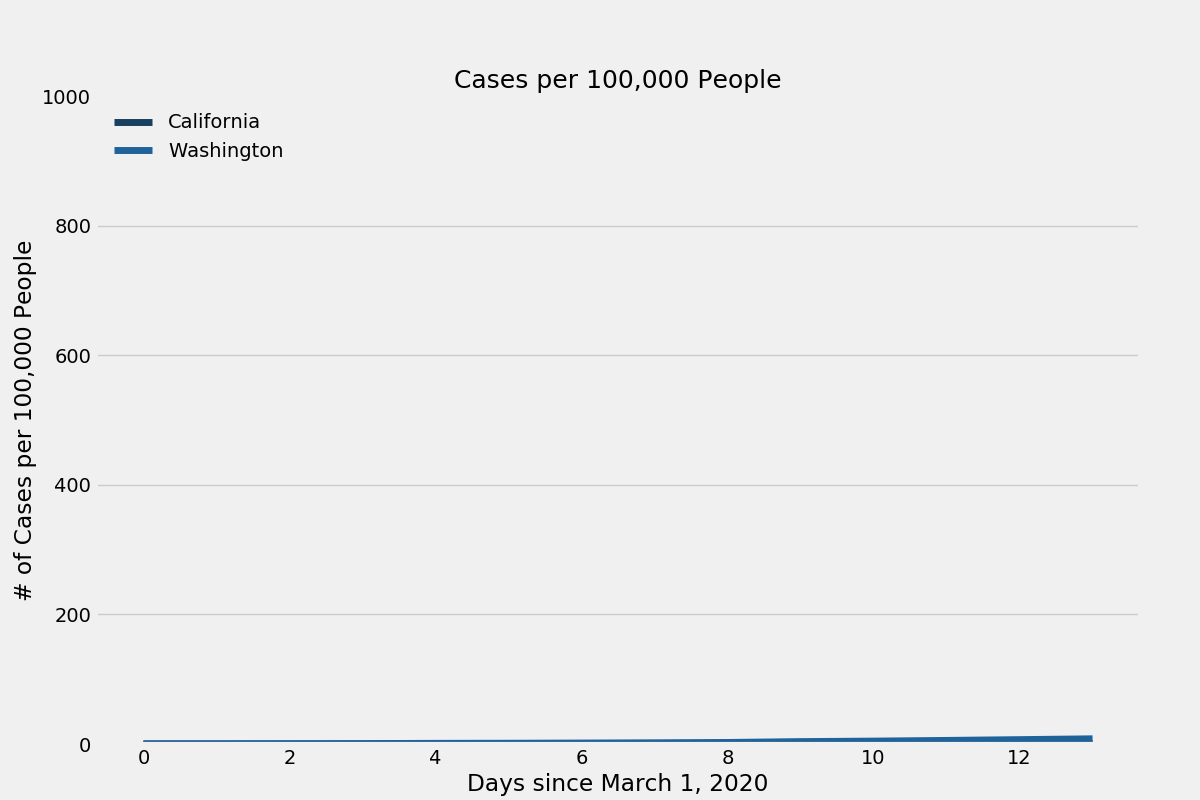 Cases per 100,000 People
1000
California
Washington
800
600
400
200
0
# of Cases per 100,000 People
0 2 4 6 8 10 12
Days since March 1, 2020